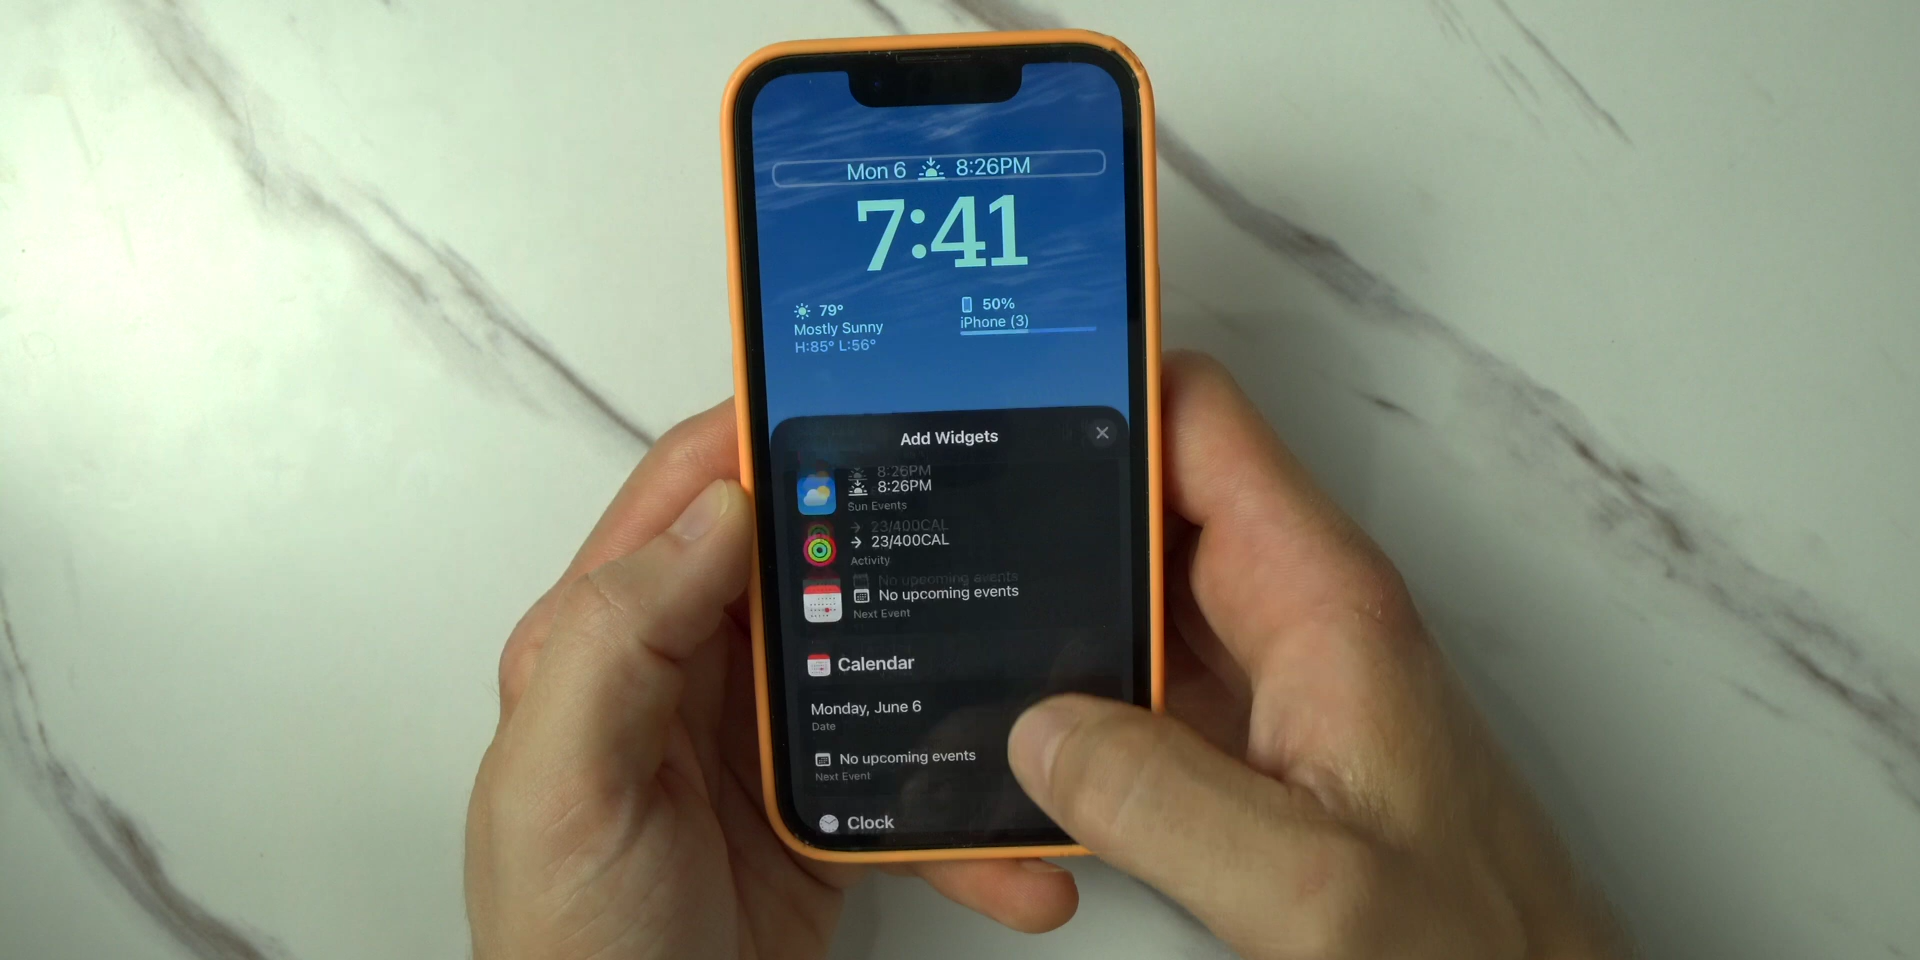 Mon 6 8:26PM
7:41
79°
Mostly Sunny
H:85° L:56°
50%
iPhone (3)
Add Widgets
8:26PM
8:26PM
Sun Events
→ 23/400CAL
→ 23/400CAL
Activity
No upcoming events
No upcoming events
Next Event
Calendar
Monday, June 6
Date
No upcoming events
Next Event
Clock